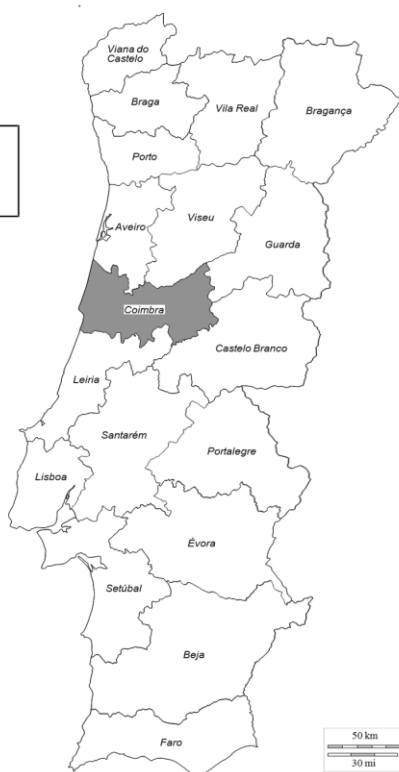 Viana do
Castelo
Braga
Vila Real
Bragança
Porto
Aveiro
Viseu
Guarda
Coimbra
Castelo Branco
Leiria
Santarém
Portalegre
Lisboa
Évora
Setúbal
Beja
Faro
50 km
30 mi